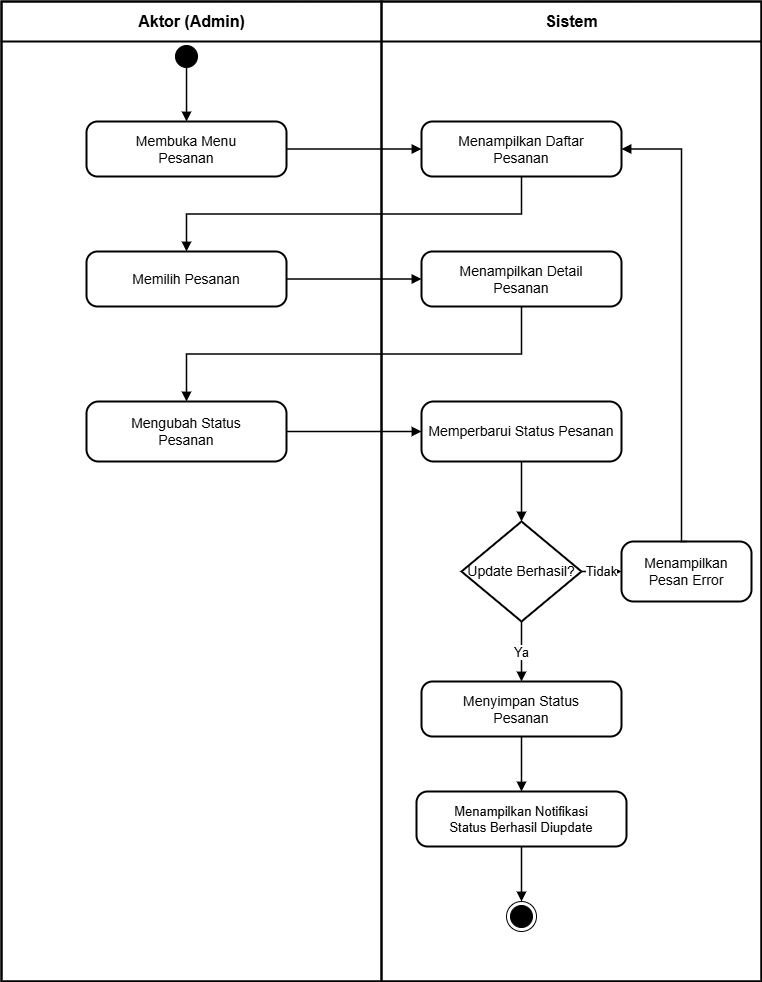 Aktor (Admin)
Sistem
Membuka Menu
Pesanan
Menampilkan Daftar
Pesanan
Memilih Pesanan
Menampilkan Detail
Pesanan
Mengubah Status
Pesanan
Memperbarui Status Pesanan
Update Berhasil?
Tidak
Menampilkan
Pesan Error
Ya
Menyimpan Status
Pesanan
Menampilkan Notifikasi
Status Berhasil Diupdate